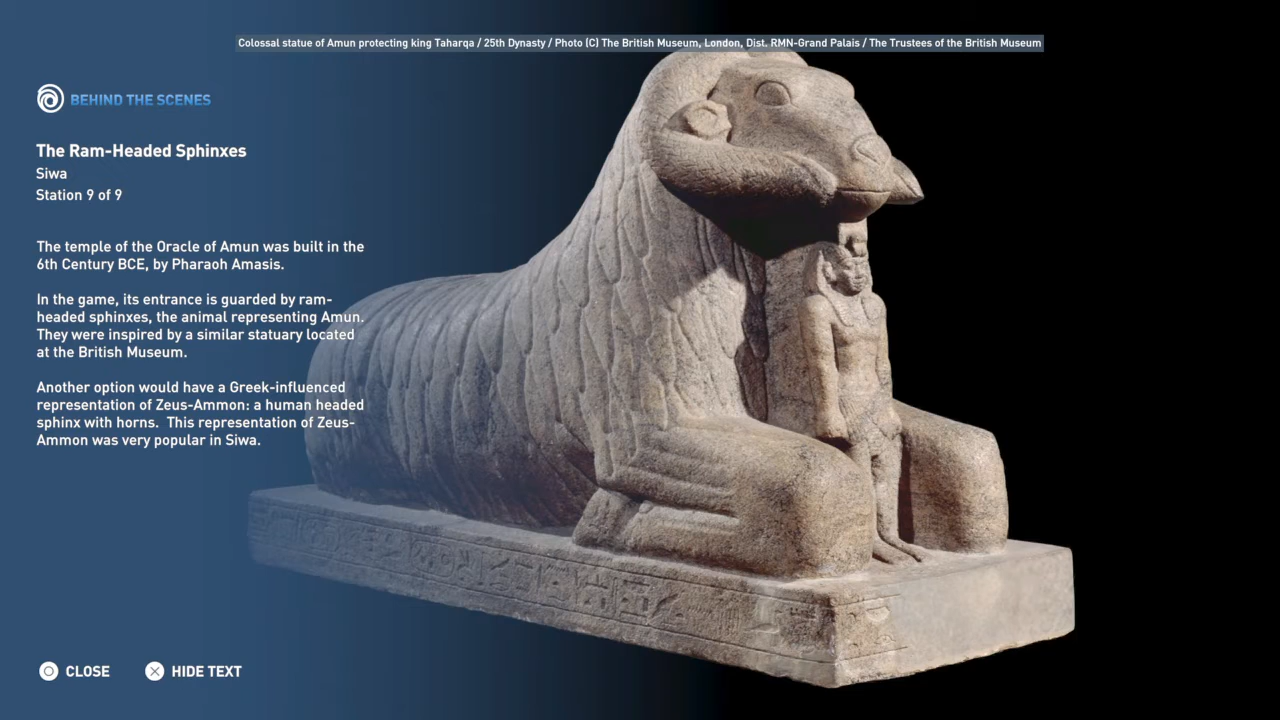 Colossal statue of Amun protecting king Taharqa / 25th Dynasty / Photo (C) The British Museum, London, Dist. RMN-Grand Palais / The Trustees of the British Museum
BEHIND THE SCENES
The Ram-Headed Sphinxes
Siwa
Station 9 of 9
The temple of the Oracle of Amun was built in the
6th Century BCE, by Pharaoh Amasis.
In the game, its entrance is guarded by ram-
headed sphinxes, the animal representing Amun.
They were inspired by a similar statuary located
at the British Museum.
Another option would have a Greek-influenced
representation of Zeus-Ammon: a human headed
sphinx with horns.  This representation of Zeus-
Ammon was very popular in Siwa.
CLOSE
HIDE TEXT